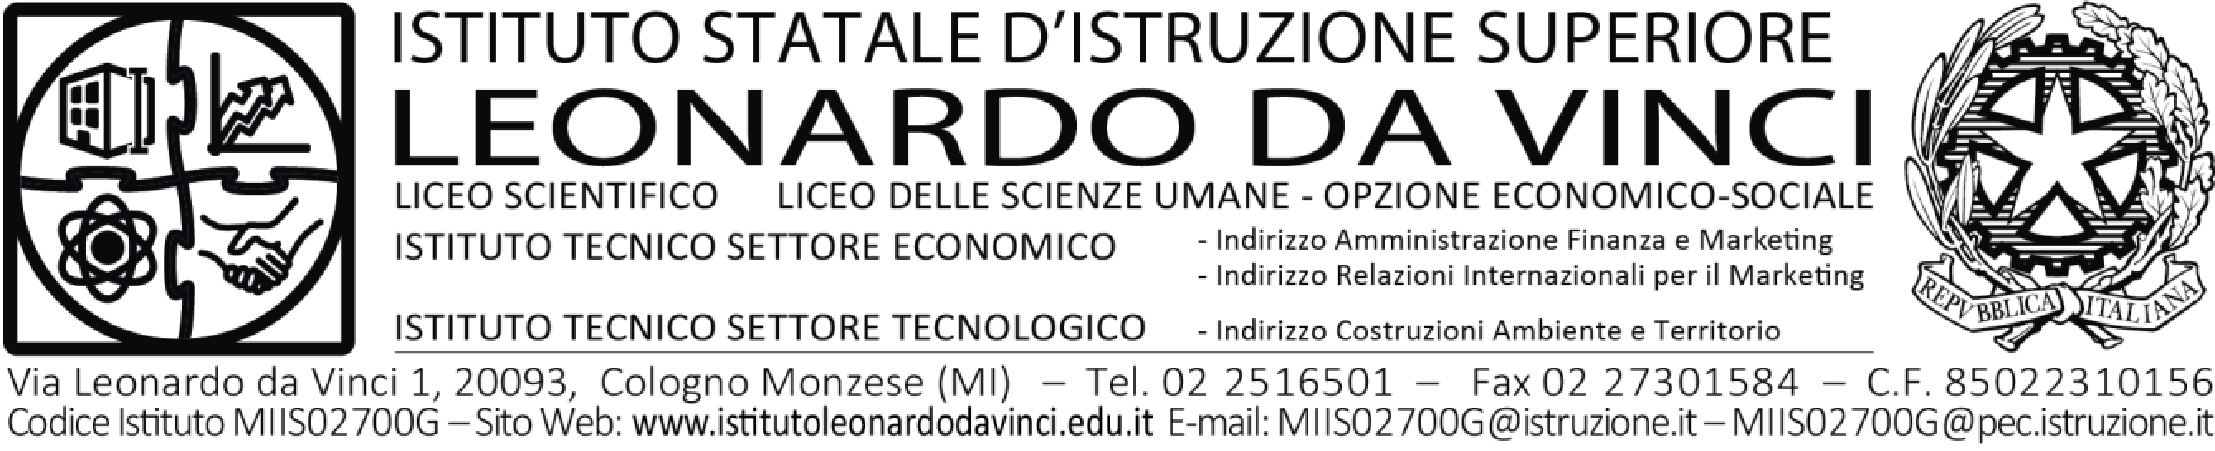 ISTITUTO STATALE D'ISTRUZIONE SUPERIORE
LEONARDO DA VINCI
LICEO SCIENTIFICO LICEO DELLE SCIENZE UMANE - OPZIONE ECONOMICO-SOCIALE
ISTITUTO TECNICO SETTORE ECONOMICO - Indirizzo Amministrazione Finanza e Marketing
- Indirizzo Relazioni Internazionali per il Marketing
ISTITUTO TECNICO SETTORE TECNOLOGICO - Indirizzo Costruzioni Ambiente e Territorio
REPVBBLICA ITALIANA
Via Leonardo da Vinci 1, 20093, Cologno Monzese (MI) – Tel. 02 2516501 – Fax 02 27301584 – C.F. 85022310156
Codice Istituto MIIS02700G – Sito Web: www.istitutoleonardodavinci.edu.it E-mail: MIIS02700G@istruzione.it – MIIS02700G@pec.istruzione.it